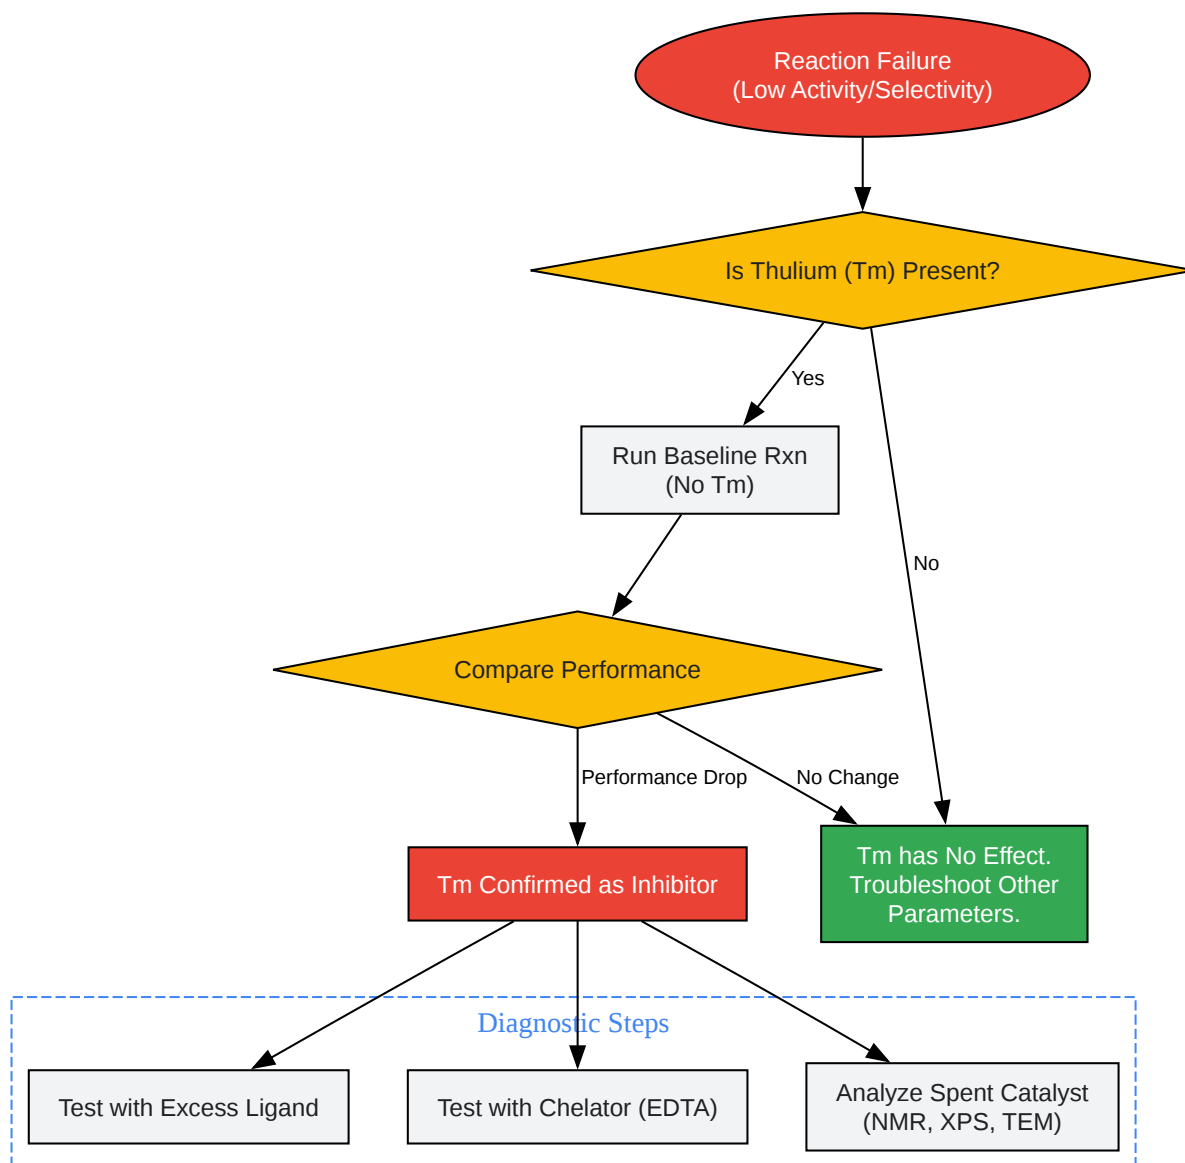 Reaction Failure
(Low Activity/Selectivity)
Is Thulium (Tm) Present?
Yes
Run Baseline Rxn
(No Tm)
No
Compare Performance
Performance Drop
No Change
Tm has No Effect.
Troubleshoot Other
Parameters.
Tm Confirmed as Inhibitor
Diagnostic Steps
Test with Excess Ligand
Test with Chelator (EDTA)
Analyze Spent Catalyst
(NMR, XPS, TEM)